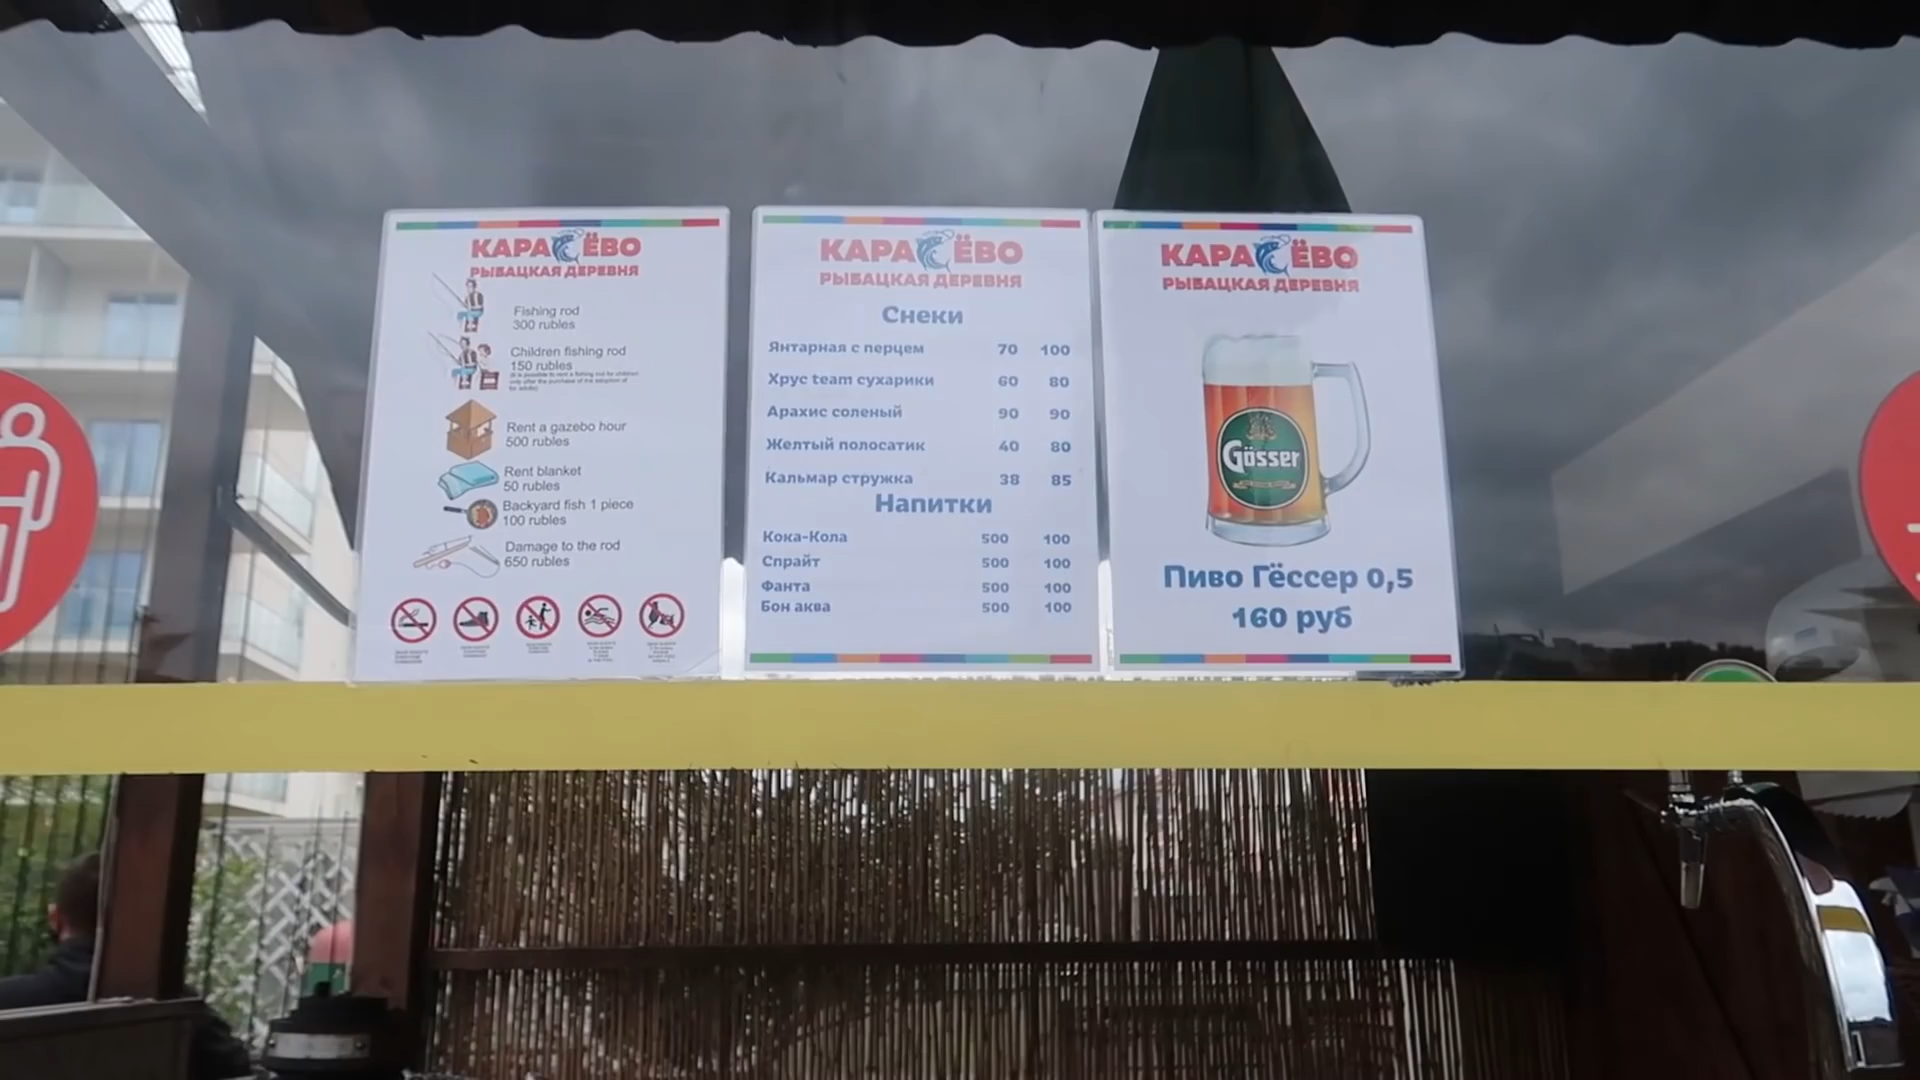 КАРАСЁВО
РЫБАЦКАЯ ДЕРЕВНЯ
Fishing rod
300 rubles
Children fishing rod
150 rubles
Rent a gazebo hour
500 rubles
Rent blanket
50 rubles
Backyard fish 1 piece
100 rubles
Damage to the rod
650 rubles
КАРАСЁВО
РЫБАЦКАЯ ДЕРЕВНЯ
Снеки
Янтарная с перцем 70 100
Хрус team сухарики 60 80
Арахис соленый 90 90
Желтый полосатик 40 80
Кальмар стружка 38 85
Напитки
Кока-Кола 500 100
Спрайт 500 100
Фанта 500 100
Бон аква 500 100
КАРАСЁВО
РЫБАЦКАЯ ДЕРЕВНЯ
Gösser
Пиво Гёссер 0,5
160 руб